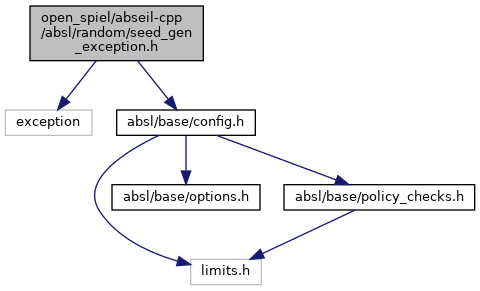 open_spiel/abseil-cpp
/absl/random/seed_gen
_exception.h
exception
absl/base/config.h
absl/base/options.h
absl/base/policy_checks.h
limits.h